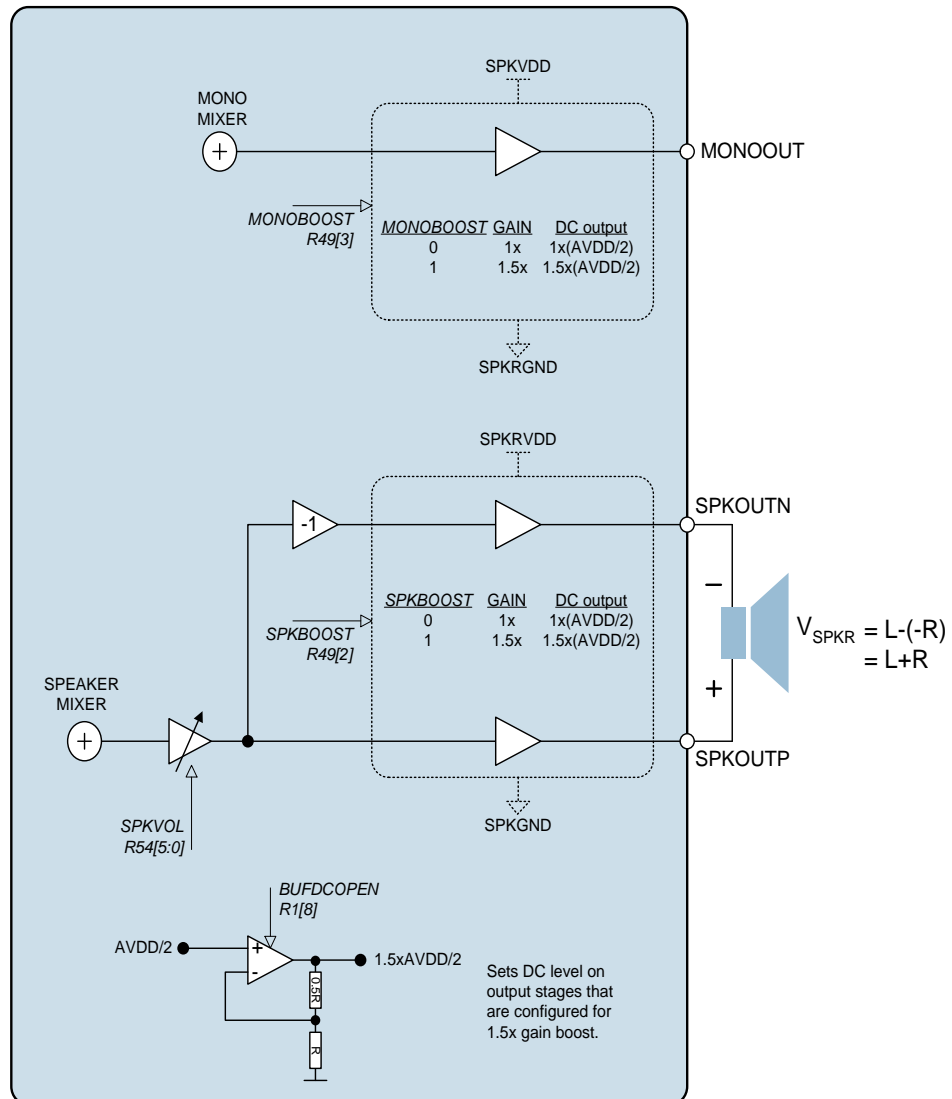 SPKVDD
MONO
MIXER
+
MONOOUT
MONOBOOST
R49[3]
MONOBOOST GAIN DC output
0 1x 1x(AVDD/2)
1 1.5x 1.5x(AVDD/2)
SPKRGND
SPKRVDD
-1
SPKOUTN
SPKBOOST
R49[2]
SPKBOOST GAIN DC output
0 1x 1x(AVDD/2)
1 1.5x 1.5x(AVDD/2)
−
+
VSPKR = L-(-R)
= L+R
SPEAKER
MIXER
+
SPKOUTP
SPKGND
SPKVOL
R54[5:0]
BUFDCOPEN
R1[8]
AVDD/2
+
-
1.5xAVDD/2
0.5R
R
Sets DC level on
output stages that
are configured for
1.5x gain boost.